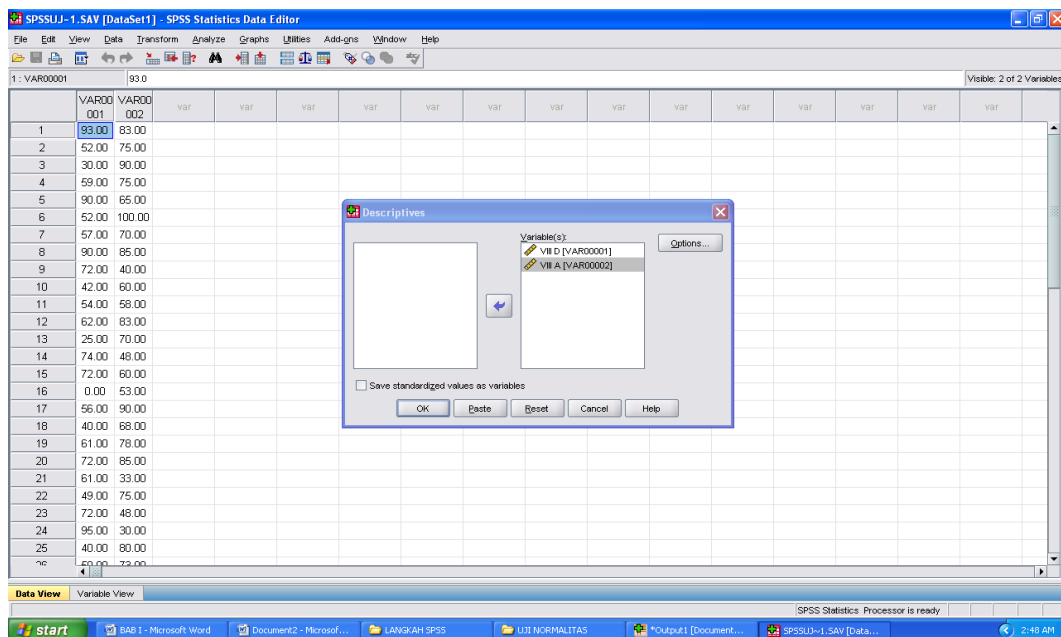 SPSSUJ~1.SAV [DataSet1] - SPSS Statistics Data Editor
File Edit View Data Transform Analyze Graphs Utilities Add-ons Window Help
1 : VAR00001 93.0 Visible: 2 of 2 Variables
VAR00001 VAR00002 var var var var var var var var var var var var var var
1 93.00 83.00
2 52.00 75.00
3 30.00 90.00
4 59.00 75.00
5 90.00 65.00
6 52.00 100.00
7 57.00 70.00
8 90.00 85.00
9 72.00 40.00
10 42.00 60.00
11 54.00 58.00
12 62.00 83.00
13 25.00 70.00
14 74.00 48.00
15 72.00 60.00
16 0.00 53.00
17 56.00 90.00
18 40.00 68.00
19 61.00 78.00
20 72.00 85.00
21 61.00 33.00
22 49.00 75.00
23 72.00 48.00
24 95.00 30.00
25 40.00 80.00
Descriptives
Variable(s):
VIII D [VAR00001]
VIII A [VAR00002]
Options...
Save standardized values as variables
OK Paste Reset Cancel Help
Data View Variable View
SPSS Statistics Processor is ready
start BAB I - Microsoft Word Document2 - Microsof... LANGKAH SPSS UJI NORMALITAS *Output1 [Document... SPSSUJ~1.SAV [Data... 2:48 AM